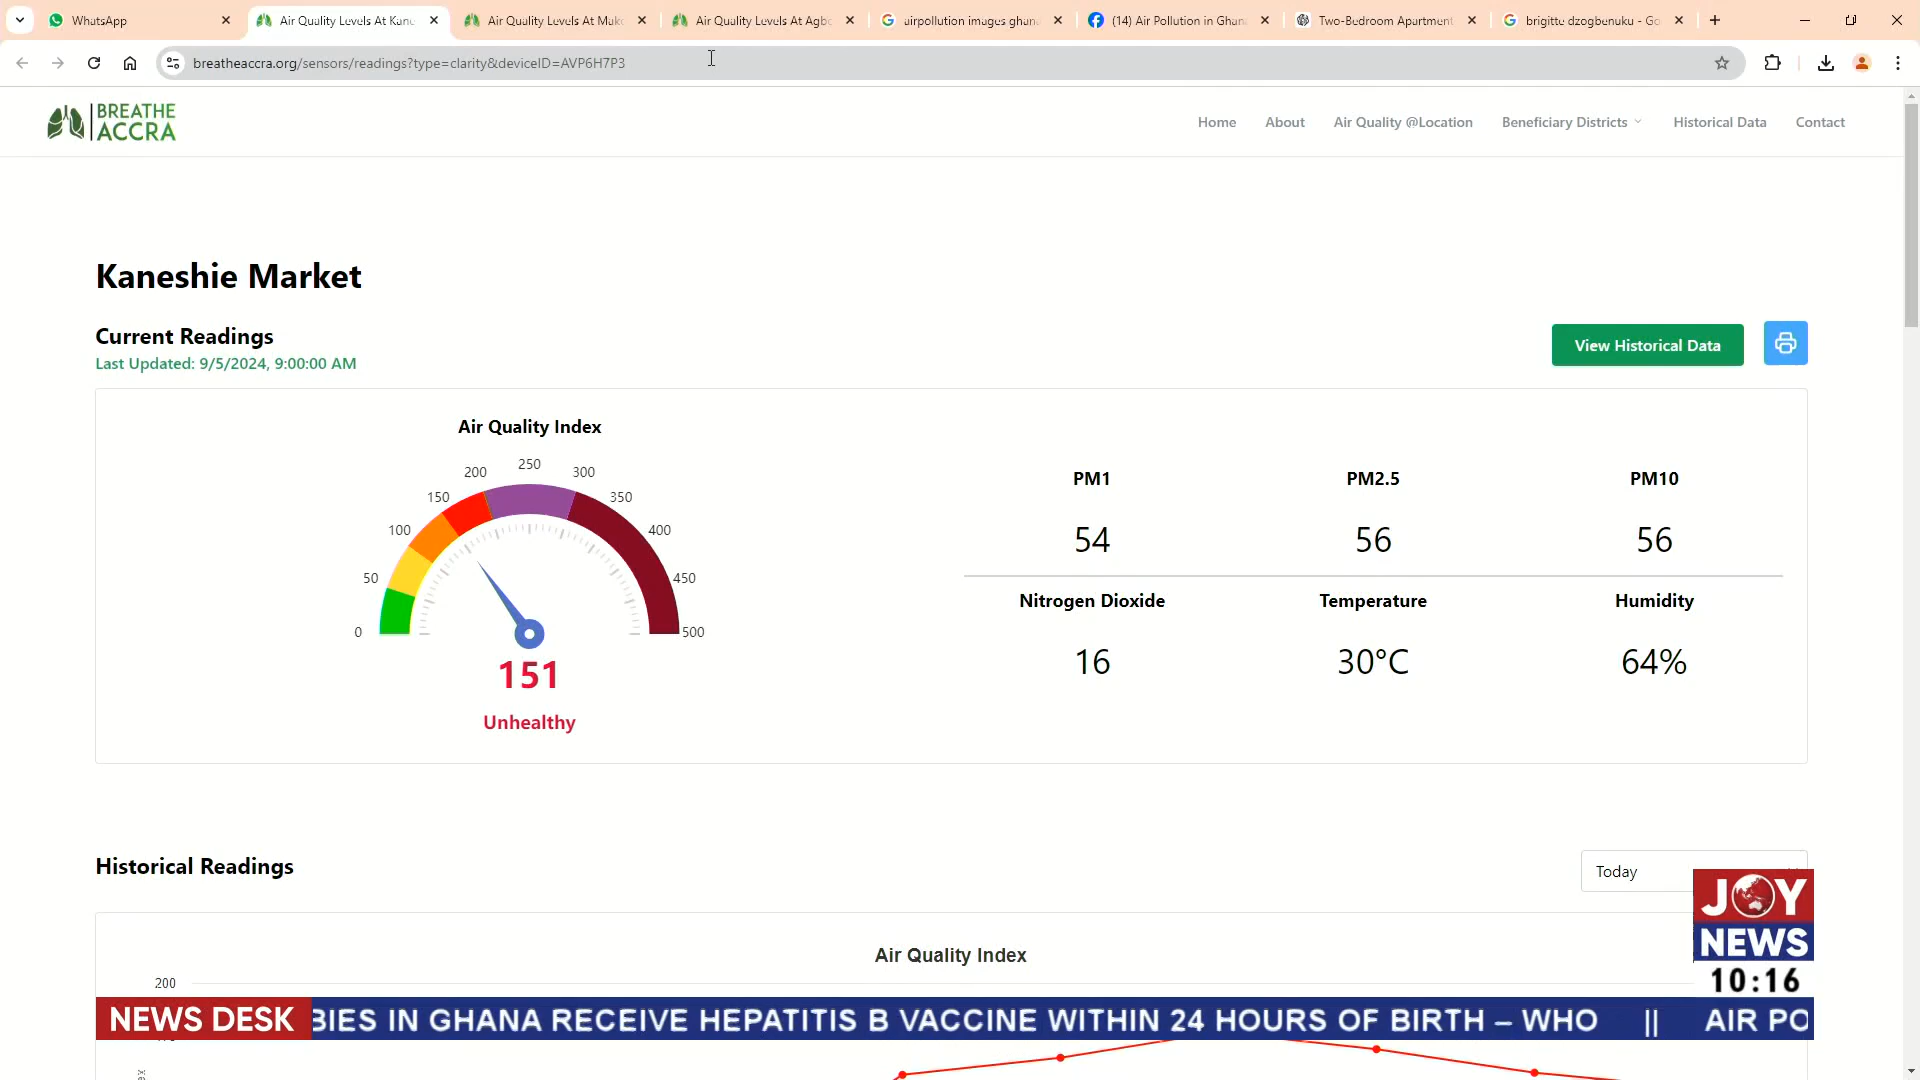 WhatsApp
Air Quality Levels At Kane
Air Quality Levels At Muko
Air Quality Levels At Agbo
airpollution images ghana
(14) Air Pollution in Ghana
Two-Bedroom Apartment
brigitte dzogbenuku - Go
breatheaccra.org/sensors/readings?type=clarity&deviceID=AVP6H7P3
BREATHE
ACCRA
Home
About
Air Quality @Location
Beneficiary Districts
Historical Data
Contact
Kaneshie Market
Current Readings
Last Updated: 9/5/2024, 9:00:00 AM
View Historical Data
Air Quality Index
0
50
100
150
200
250
300
350
400
450
500
151
Unhealthy
PM1
PM2.5
PM10
54
56
56
Nitrogen Dioxide
Temperature
Humidity
16
30°C
64%
Historical Readings
Today
Air Quality Index
200
JOY
NEWS
10:16
NEWS DESK
BIES IN GHANA RECEIVE HEPATITIS B VACCINE WITHIN 24 HOURS OF BIRTH – WHO || AIR PO